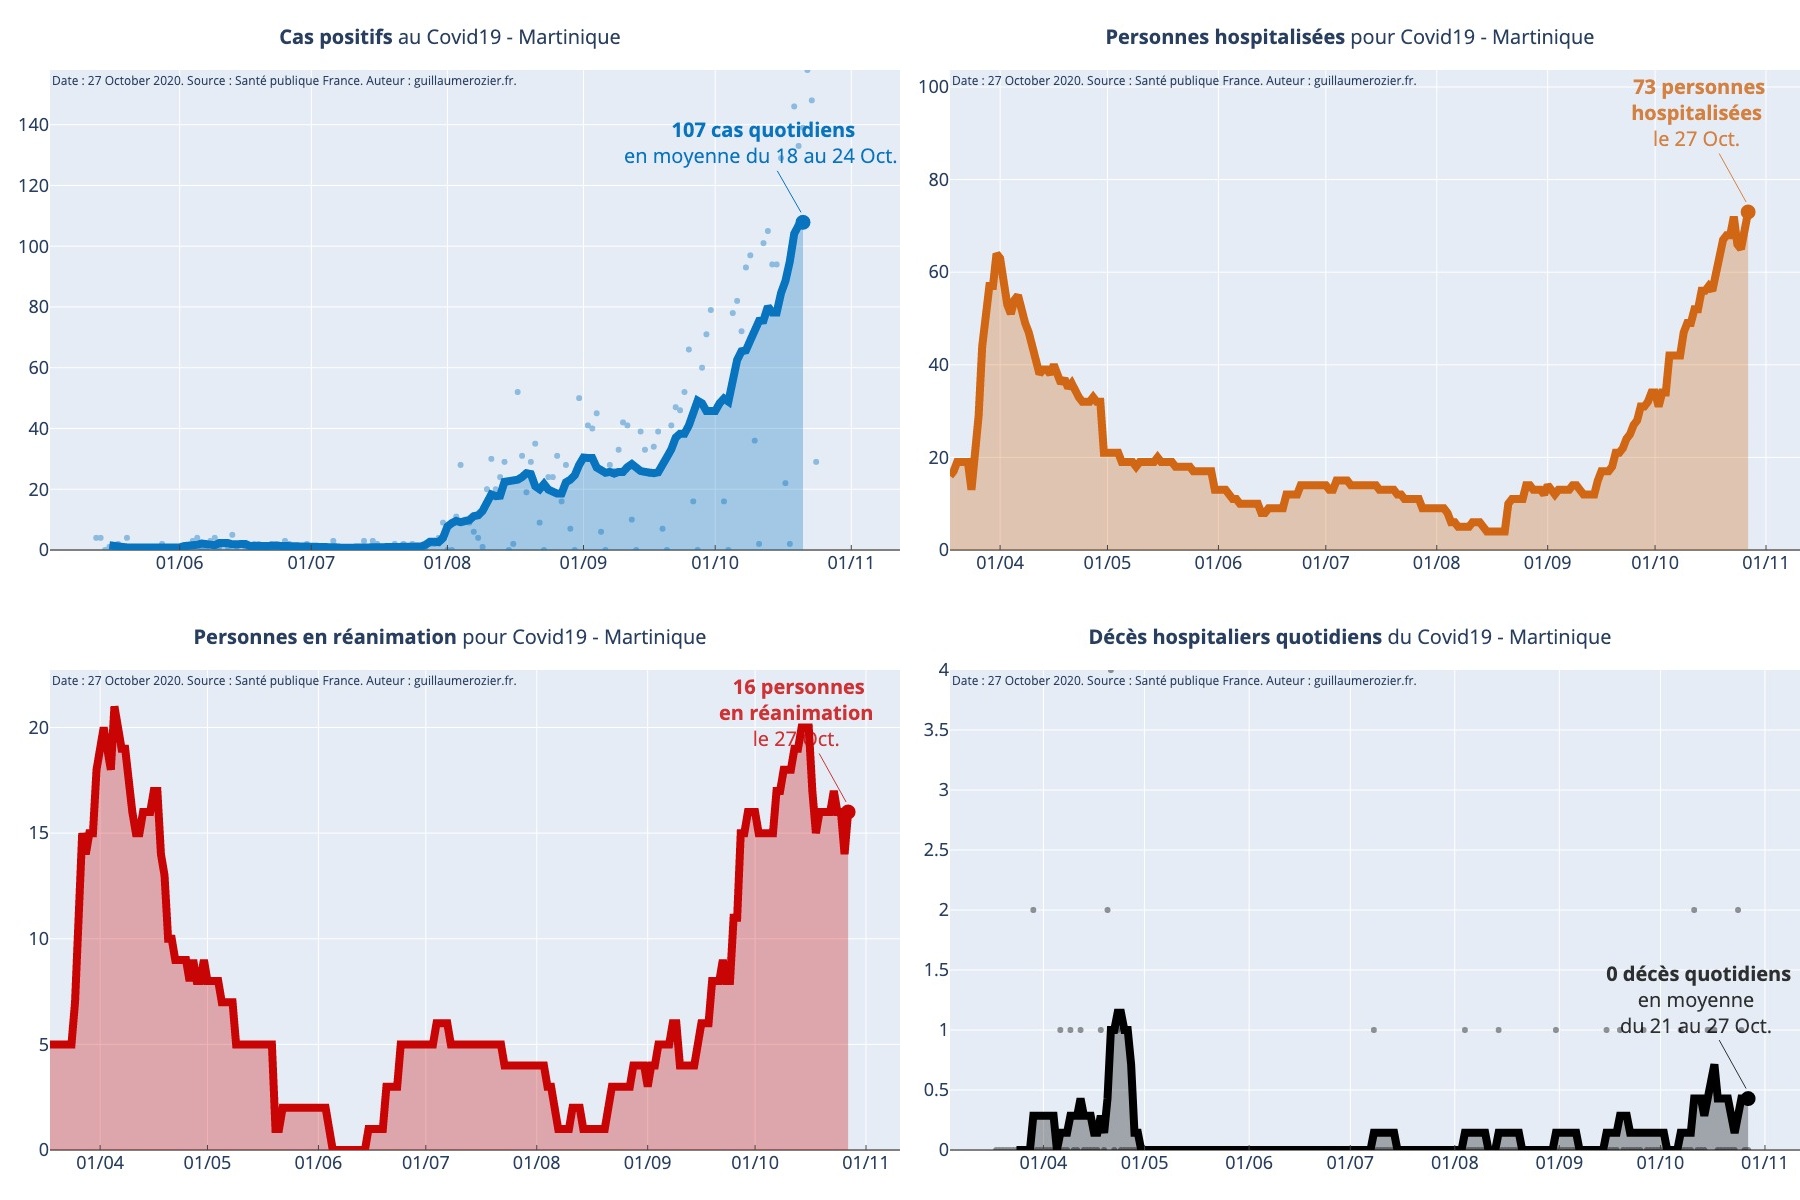 Cas positifs au Covid19 - Martinique
Date : 27 October 2020. Source : Santé publique France. Auteur : guillaumerozier.fr.
107 cas quotidiens
en moyenne du 18 au 24 Oct.
140
120
100
80
60
40
20
0
01/06 01/07 01/08 01/09 01/10 01/11
Personnes hospitalisées pour Covid19 - Martinique
Date : 27 October 2020. Source : Santé publique France. Auteur : guillaumerozier.fr.
73 personnes
hospitalisées
le 27 Oct.
100
80
60
40
20
0
01/04 01/05 01/06 01/07 01/08 01/09 01/10 01/11
Personnes en réanimation pour Covid19 - Martinique
Date : 27 October 2020. Source : Santé publique France. Auteur : guillaumerozier.fr.
16 personnes
en réanimation
le 27 Oct.
20
15
10
5
0
01/04 01/05 01/06 01/07 01/08 01/09 01/10 01/11
Décès hospitaliers quotidiens du Covid19 - Martinique
Date : 27 October 2020. Source : Santé publique France. Auteur : guillaumerozier.fr.
0 décès quotidiens
en moyenne
du 21 au 27 Oct.
4
3.5
3
2.5
2
1.5
1
0.5
0
01/04 01/05 01/06 01/07 01/08 01/09 01/10 01/11